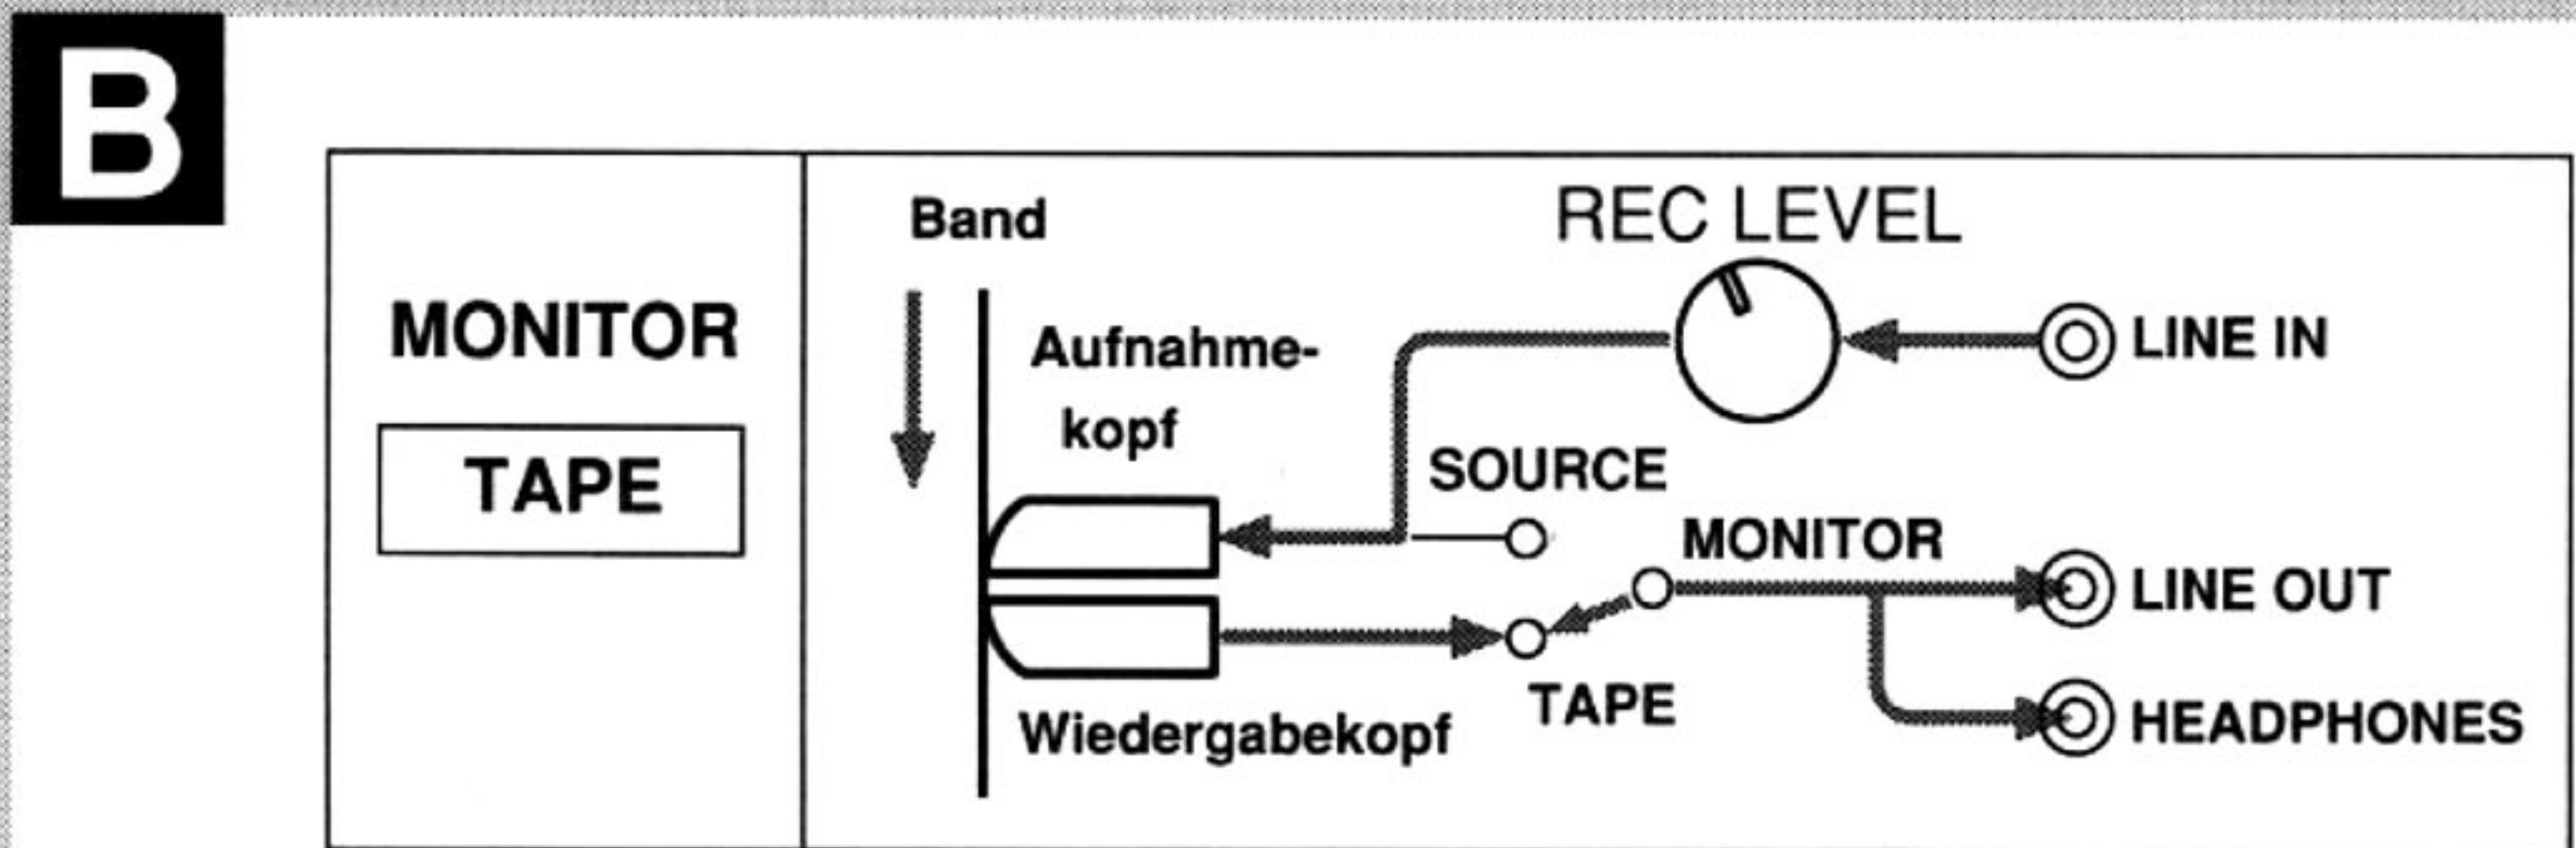 B
MONITOR
TAPE
Band
REC LEVEL
Aufnahme-
kopf
LINE IN
SOURCE
MONITOR
LINE OUT
TAPE
Wiedergabekopf
HEADPHONES